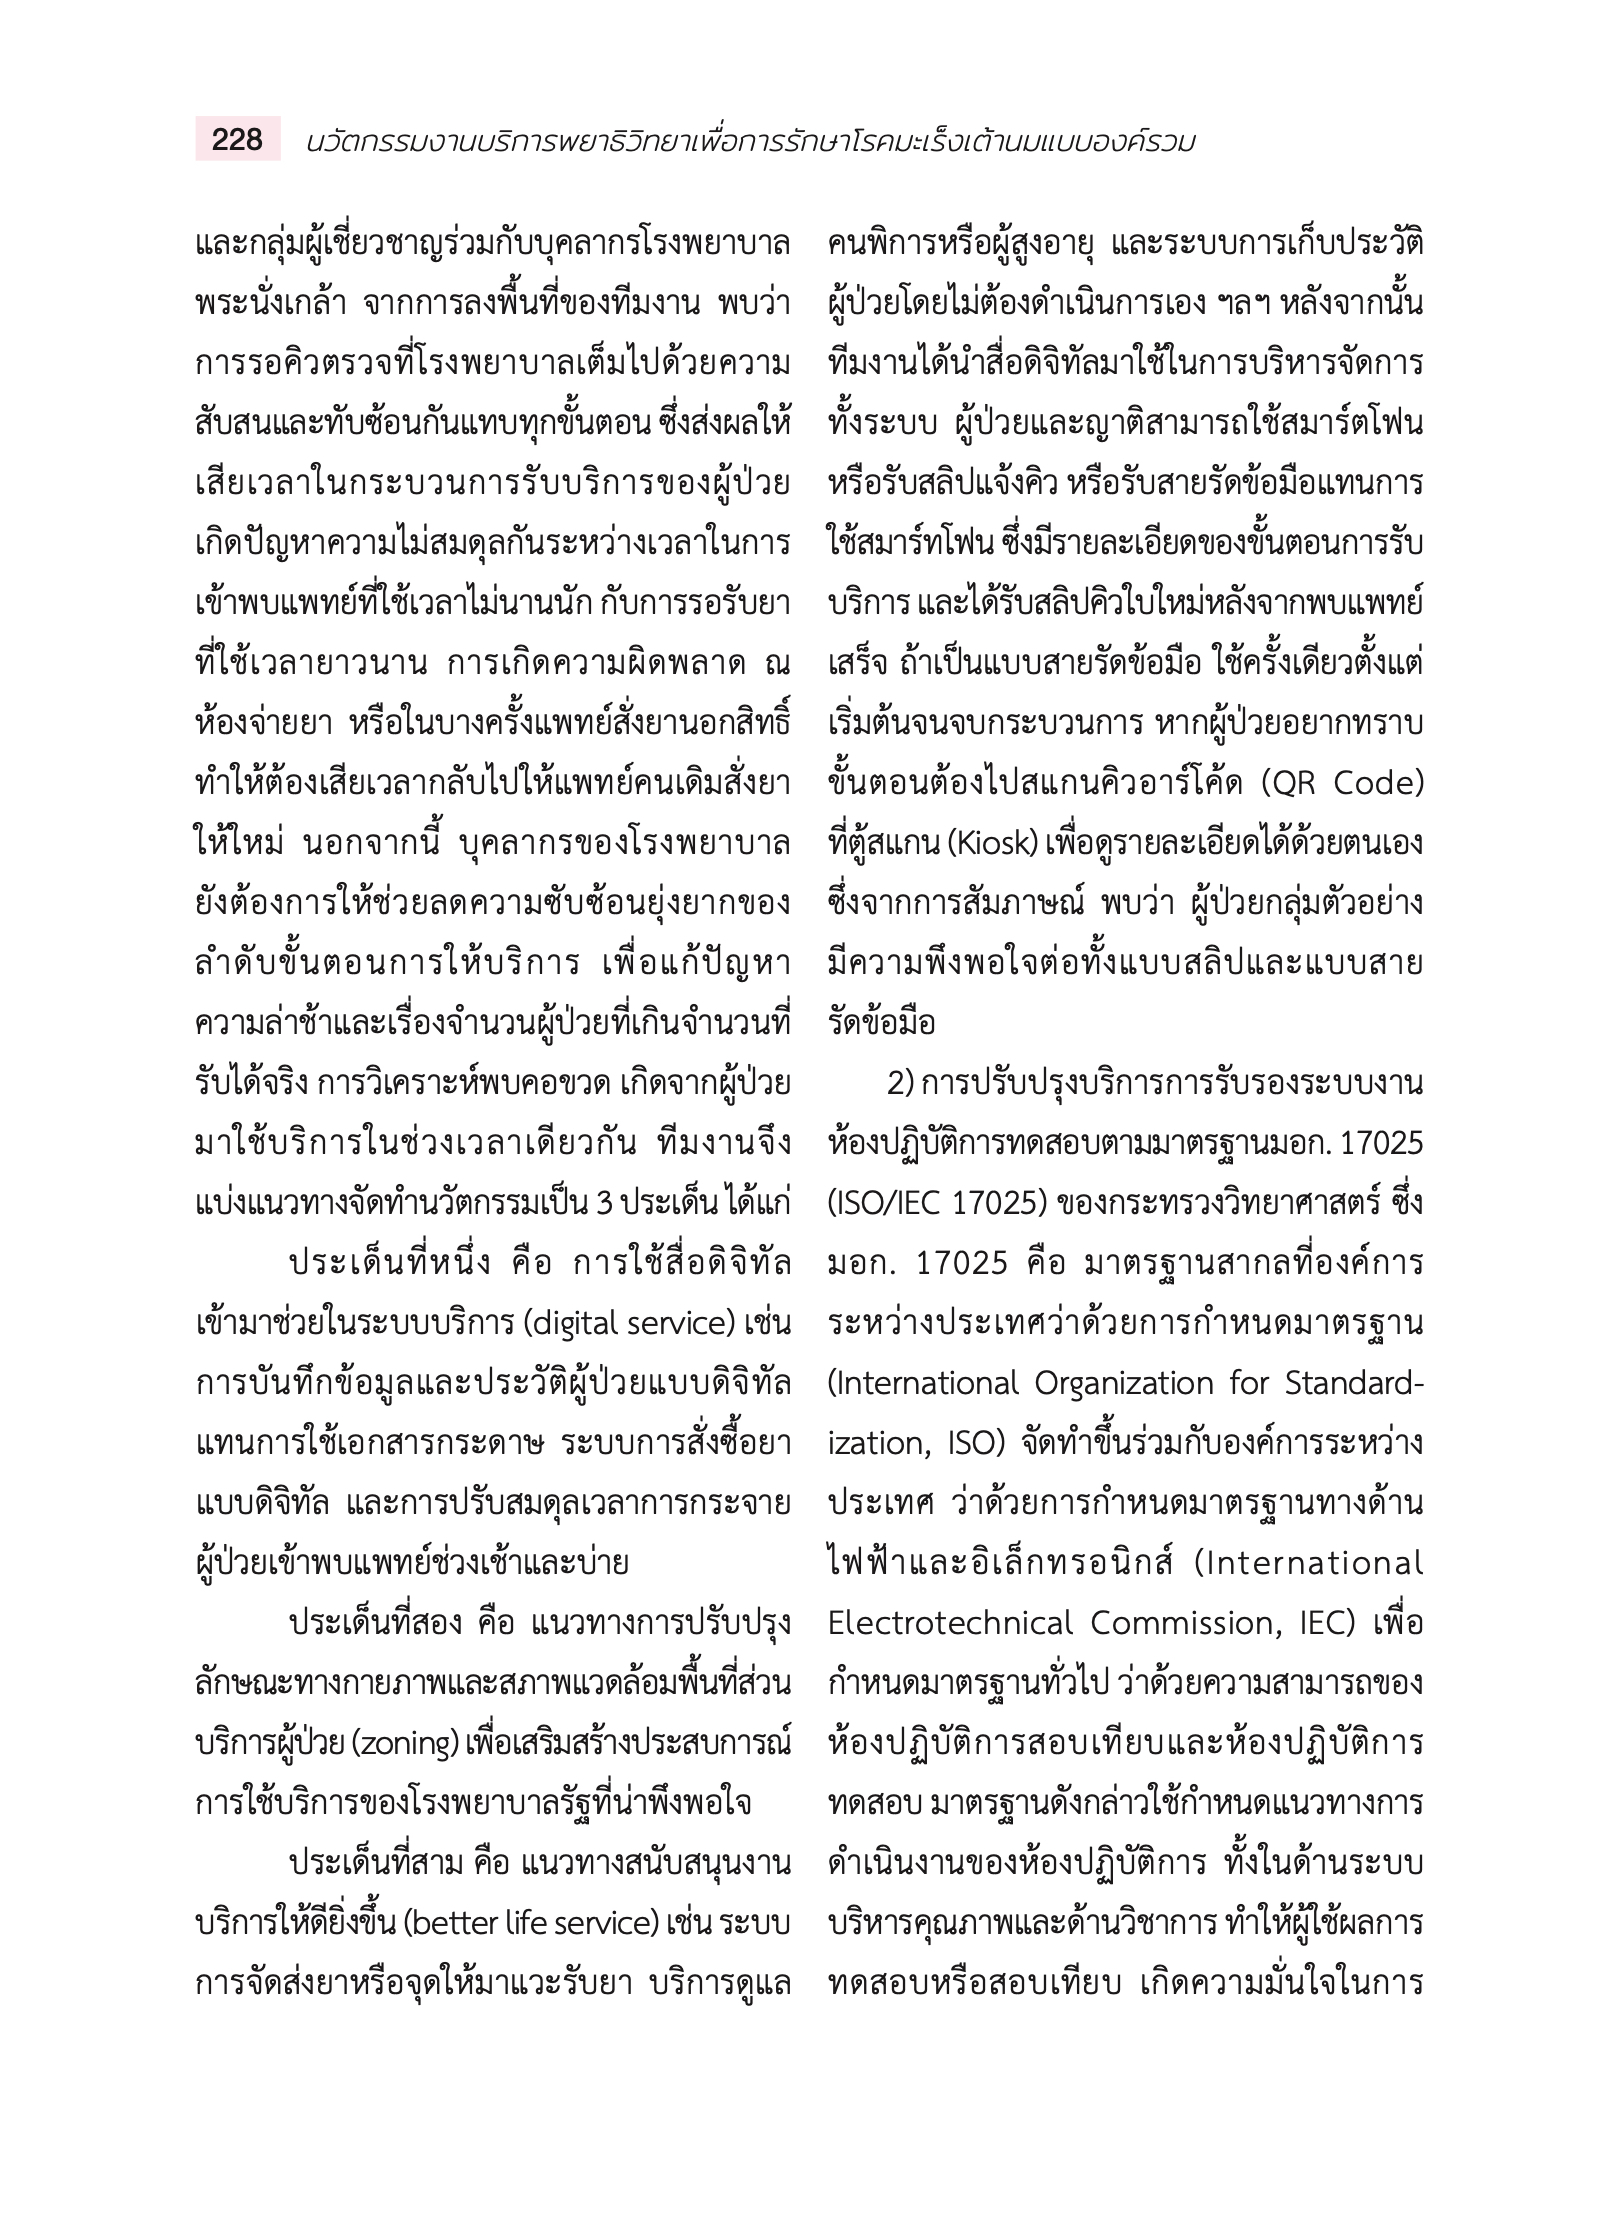 228 นวัตกรรมงานบริการพยาธิวิทยาเพื่อการรักษาโรคมะเร็งเต้านมแบบองค์รวม
และกลุ่มผู้เชี่ยวชาญร่วมกับบุคลากรโรงพยาบาล
พระนั่งเกล้า จากการลงพื้นที่ของทีมงาน พบว่า
การรอคิวตรวจที่โรงพยาบาลเต็มไปด้วยความ
สับสนและทับซ้อนกันแทบทุกขั้นตอน ซึ่งส่งผลให้
เสียเวลาในกระบวนการรับบริการของผู้ป่วย
เกิดปัญหาความไม่สมดุลกันระหว่างเวลาในการ
เข้าพบแพทย์ที่ใช้เวลาไม่นานนัก กับการรอรับยา
ที่ใช้เวลายาวนาน การเกิดความผิดพลาด ณ
ห้องจ่ายยา หรือในบางครั้งแพทย์สั่งยานอกสิทธิ์
ทำให้ต้องเสียเวลากลับไปให้แพทย์คนเดิมสั่งยา
ให้ใหม่ นอกจากนี้ บุคลากรของโรงพยาบาล
ยังต้องการให้ช่วยลดความซับซ้อนยุ่งยากของ
ลำดับขั้นตอนการให้บริการ เพื่อแก้ปัญหา
ความล่าช้าและเรื่องจำนวนผู้ป่วยที่เกินจำนวนที่
รับได้จริง การวิเคราะห์พบคอขวด เกิดจากผู้ป่วย
มาใช้บริการในช่วงเวลาเดียวกัน ทีมงานจึง
แบ่งแนวทางจัดทำนวัตกรรมเป็น 3 ประเด็น ได้แก่
ประเด็นที่หนึ่ง คือ การใช้สื่อดิจิทัล
เข้ามาช่วยในระบบบริการ (digital service) เช่น
การบันทึกข้อมูลและประวัติผู้ป่วยแบบดิจิทัล
แทนการใช้เอกสารกระดาษ ระบบการสั่งซื้อยา
แบบดิจิทัล และการปรับสมดุลเวลาการกระจาย
ผู้ป่วยเข้าพบแพทย์ช่วงเช้าและบ่าย
ประเด็นที่สอง คือ แนวทางการปรับปรุง
ลักษณะทางกายภาพและสภาพแวดล้อมพื้นที่ส่วน
บริการผู้ป่วย (zoning) เพื่อเสริมสร้างประสบการณ์
การใช้บริการของโรงพยาบาลรัฐที่น่าพึงพอใจ
ประเด็นที่สาม คือ แนวทางสนับสนุนงาน
บริการให้ดียิ่งขึ้น (better life service) เช่น ระบบ
การจัดส่งยาหรือจุดให้มาแวะรับยา บริการดูแล
คนพิการหรือผู้สูงอายุ และระบบการเก็บประวัติ
ผู้ป่วยโดยไม่ต้องดำเนินการเอง ฯลฯ หลังจากนั้น
ทีมงานได้นำสื่อดิจิทัลมาใช้ในการบริหารจัดการ
ทั้งระบบ ผู้ป่วยและญาติสามารถใช้สมาร์ตโฟน
หรือรับสลิปแจ้งคิว หรือรับสายรัดข้อมือแทนการ
ใช้สมาร์ทโฟน ซึ่งมีรายละเอียดของขั้นตอนการรับ
บริการ และได้รับสลิปคิวใบใหม่หลังจากพบแพทย์
เสร็จ ถ้าเป็นแบบสายรัดข้อมือ ใช้ครั้งเดียวตั้งแต่
เริ่มต้นจนจบกระบวนการ หากผู้ป่วยอยากทราบ
ขั้นตอนต้องไปสแกนคิวอาร์โค้ด (QR Code)
ที่ตู้สแกน (Kiosk) เพื่อดูรายละเอียดได้ด้วยตนเอง
ซึ่งจากการสัมภาษณ์ พบว่า ผู้ป่วยกลุ่มตัวอย่าง
มีความพึงพอใจต่อทั้งแบบสลิปและแบบสาย
รัดข้อมือ
2) การปรับปรุงบริการการรับรองระบบงาน
ห้องปฏิบัติการทดสอบตามมาตรฐานมอก. 17025
(ISO/IEC 17025) ของกระทรวงวิทยาศาสตร์ ซึ่ง
มอก. 17025 คือ มาตรฐานสากลที่องค์การ
ระหว่างประเทศว่าด้วยการกำหนดมาตรฐาน
(International Organization for Standard-
ization, ISO) จัดทำขึ้นร่วมกับองค์การระหว่าง
ประเทศ ว่าด้วยการกำหนดมาตรฐานทางด้าน
ไฟฟ้าและอิเล็กทรอนิกส์ (International
Electrotechnical Commission, IEC) เพื่อ
กำหนดมาตรฐานทั่วไป ว่าด้วยความสามารถของ
ห้องปฏิบัติการสอบเทียบและห้องปฏิบัติการ
ทดสอบ มาตรฐานดังกล่าวใช้กำหนดแนวทางการ
ดำเนินงานของห้องปฏิบัติการ ทั้งในด้านระบบ
บริหารคุณภาพและด้านวิชาการ ทำให้ผู้ใช้ผลการ
ทดสอบหรือสอบเทียบ เกิดความมั่นใจในการ